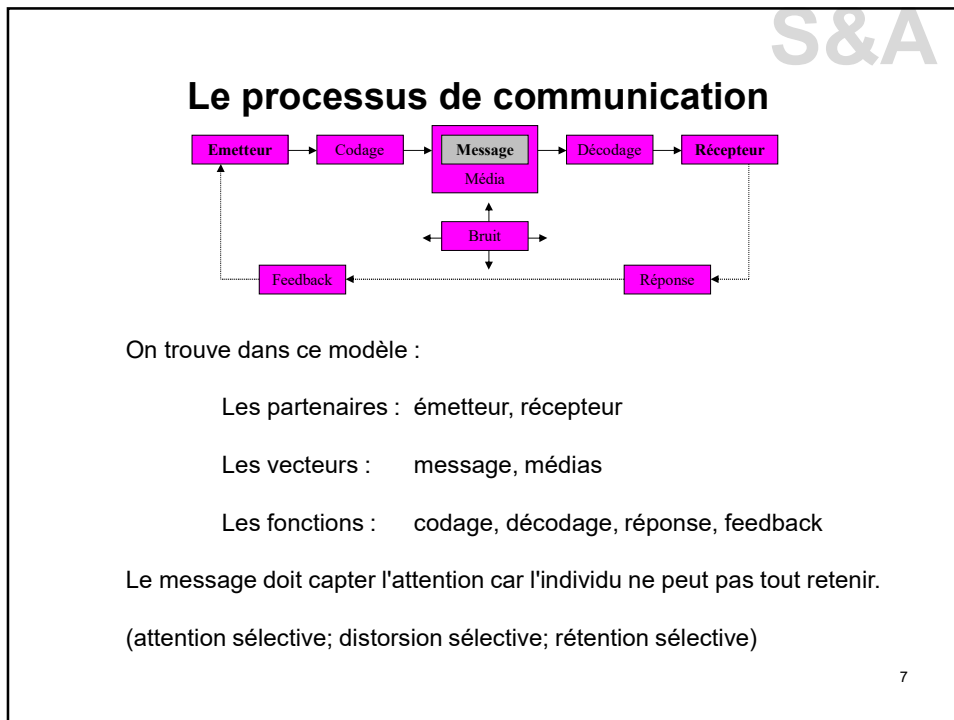 S&A
Le processus de communication
Emetteur
Codage
Message
Média
Décodage
Récepteur
Bruit
Feedback
Réponse
On trouve dans ce modèle :
Les partenaires : émetteur, récepteur
Les vecteurs : message, médias
Les fonctions : codage, décodage, réponse, feedback
Le message doit capter l'attention car l'individu ne peut pas tout retenir.
(attention sélective; distorsion sélective; rétention sélective)
7